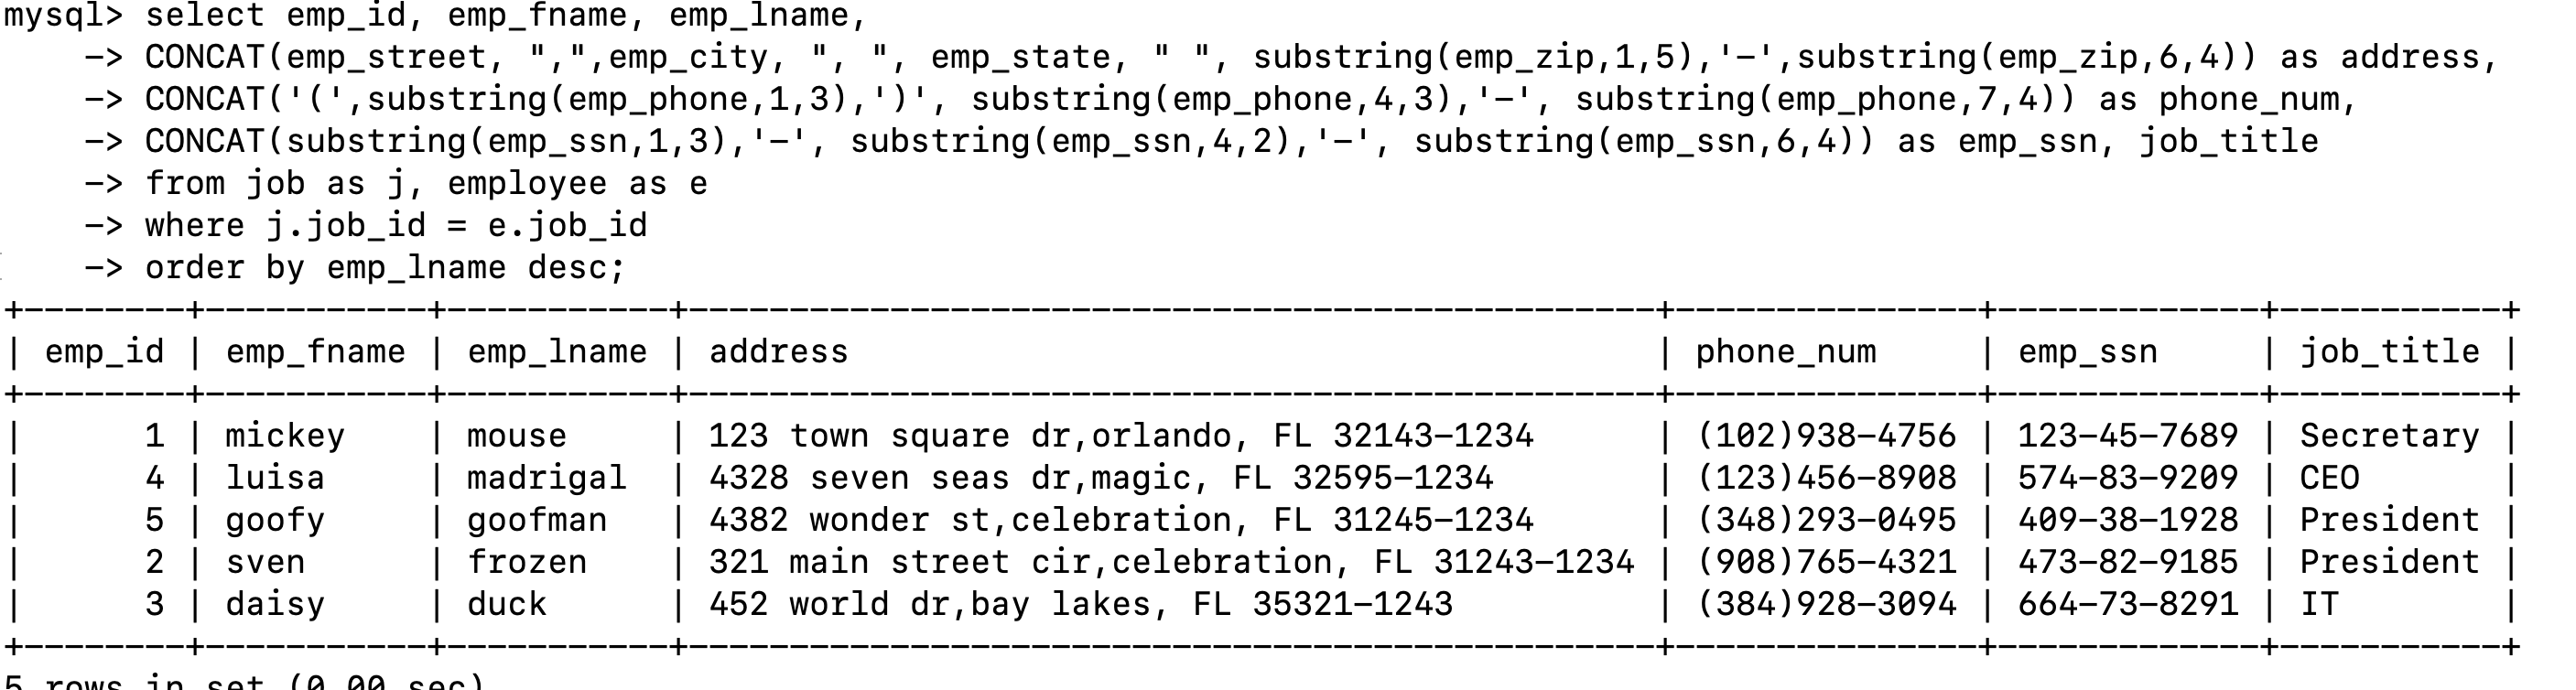 mysql> select emp_id, emp_fname, emp_lname,
    -> CONCAT(emp_street, ",",emp_city, ", ", emp_state, " ", substring(emp_zip,1,5),'-',substring(emp_zip,6,4)) as address,
    -> CONCAT('(',substring(emp_phone,1,3),')', substring(emp_phone,4,3),'-', substring(emp_phone,7,4)) as phone_num,
    -> CONCAT(substring(emp_ssn,1,3),'-', substring(emp_ssn,4,2),'-', substring(emp_ssn,6,4)) as emp_ssn, job_title
    -> from job as j, employee as e
    -> where j.job_id = e.job_id
    -> order by emp_lname desc;
+--------+-----------+-----------+------------------------------------------------+---------------+-------------+-----------+
| emp_id | emp_fname | emp_lname | address                                        | phone_num     | emp_ssn     | job_title |
+--------+-----------+-----------+------------------------------------------------+---------------+-------------+-----------+
|      1 | mickey    | mouse     | 123 town square dr,orlando, FL 32143-1234      | (102)938-4756 | 123-45-7689 | Secretary |
|      4 | luisa     | madrigal  | 4328 seven seas dr,magic, FL 32595-1234        | (123)456-8908 | 574-83-9209 | CEO       |
|      5 | goofy     | goofman   | 4382 wonder st,celebration, FL 31245-1234      | (348)293-0495 | 409-38-1928 | President |
|      2 | sven      | frozen    | 321 main street cir,celebration, FL 31243-1234 | (908)765-4321 | 473-82-9185 | President |
|      3 | daisy     | duck      | 452 world dr,bay lakes, FL 35321-1243          | (384)928-3094 | 664-73-8291 | IT        |
+--------+-----------+-----------+------------------------------------------------+---------------+-------------+-----------+
5 rows in set (0.00 sec)